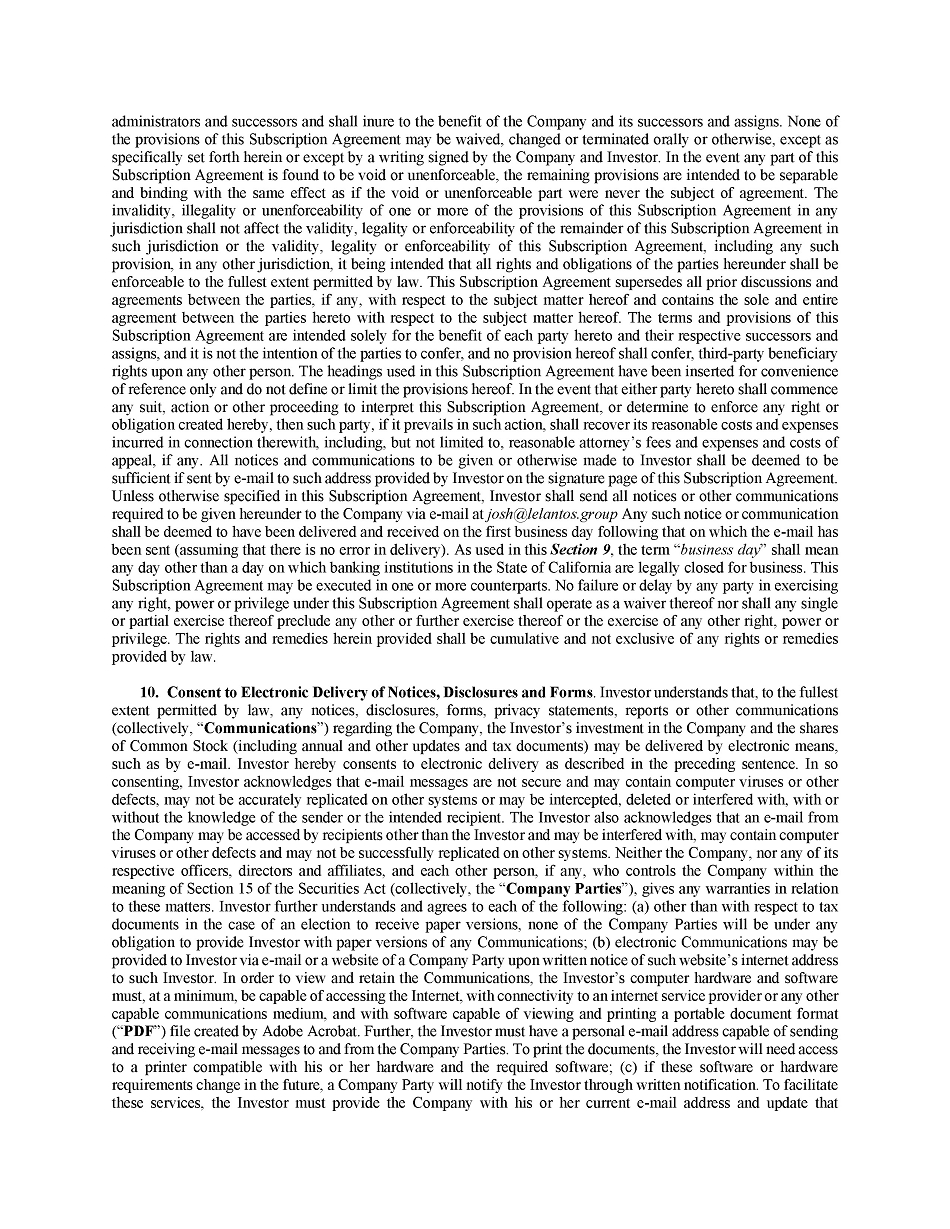 administrators and successors and shall inure to the benefit of the Company and its successors and assigns. None of
the provisions of this Subscription Agreement may be waived, changed or terminated orally or otherwise, except as
specifically set forth herein or except by a writing signed by the Company and Investor. In the event any part of this
Subscription Agreement is found to be void or unenforceable, the remaining provisions are intended to be separable
and binding with the same effect as if the void or unenforceable part were never the subject of agreement. The
invalidity, illegality or unenforceability of one or more of the provisions of this Subscription Agreement in any
jurisdiction shall not affect the validity, legality or enforceability of the remainder of this Subscription Agreement in
such jurisdiction or the validity, legality or enforceability of this Subscription Agreement, including any such
provision, in any other jurisdiction, it being intended that all rights and obligations of the parties hereunder shall be
enforceable to the fullest extent permitted by law. This Subscription Agreement supersedes all prior discussions and
agreements between the parties, if any, with respect to the subject matter hereof and contains the sole and entire
agreement between the parties hereto with respect to the subject matter hereof. The terms and provisions of this
Subscription Agreement are intended solely for the benefit of each party hereto and their respective successors and
assigns, and it is not the intention of the parties to confer, and no provision hereof shall confer, third-party beneficiary
rights upon any other person. The headings used in this Subscription Agreement have been inserted for convenience
of reference only and do not define or limit the provisions hereof. In the event that either party hereto shall commence
any suit, action or other proceeding to interpret this Subscription Agreement, or determine to enforce any right or
obligation created hereby, then such party, if it prevails in such action, shall recover its reasonable costs and expenses
incurred in connection therewith, including, but not limited to, reasonable attorney’s fees and expenses and costs of
appeal, if any. All notices and communications to be given or otherwise made to Investor shall be deemed to be
sufficient if sent by e-mail to such address provided by Investor on the signature page of this Subscription Agreement.
Unless otherwise specified in this Subscription Agreement, Investor shall send all notices or other communications
required to be given hereunder to the Company via e-mail at josh@lelantos.group Any such notice or communication
shall be deemed to have been delivered and received on the first business day following that on which the e-mail has
been sent (assuming that there is no error in delivery). As used in this Section 9, the term “business day” shall mean
any day other than a day on which banking institutions in the State of California are legally closed for business. This
Subscription Agreement may be executed in one or more counterparts. No failure or delay by any party in exercising
any right, power or privilege under this Subscription Agreement shall operate as a waiver thereof nor shall any single
or partial exercise thereof preclude any other or further exercise thereof or the exercise of any other right, power or
privilege. The rights and remedies herein provided shall be cumulative and not exclusive of any rights or remedies
provided by law.
10. Consent to Electronic Delivery of Notices, Disclosures and Forms. Investor understands that, to the fullest
extent permitted by law, any notices, disclosures, forms, privacy statements, reports or other communications
(collectively, “Communications”) regarding the Company, the Investor’s investment in the Company and the shares
of Common Stock (including annual and other updates and tax documents) may be delivered by electronic means,
such as by e-mail. Investor hereby consents to electronic delivery as described in the preceding sentence. In so
consenting, Investor acknowledges that e-mail messages are not secure and may contain computer viruses or other
defects, may not be accurately replicated on other systems or may be intercepted, deleted or interfered with, with or
without the knowledge of the sender or the intended recipient. The Investor also acknowledges that an e-mail from
the Company may be accessed by recipients other than the Investor and may be interfered with, may contain computer
viruses or other defects and may not be successfully replicated on other systems. Neither the Company, nor any of its
respective officers, directors and affiliates, and each other person, if any, who controls the Company within the
meaning of Section 15 of the Securities Act (collectively, the “Company Parties”), gives any warranties in relation
to these matters. Investor further understands and agrees to each of the following: (a) other than with respect to tax
documents in the case of an election to receive paper versions, none of the Company Parties will be under any
obligation to provide Investor with paper versions of any Communications; (b) electronic Communications may be
provided to Investor via e-mail or a website of a Company Party upon written notice of such website’s internet address
to such Investor. In order to view and retain the Communications, the Investor’s computer hardware and software
must, at a minimum, be capable of accessing the Internet, with connectivity to an internet service provider or any other
capable communications medium, and with software capable of viewing and printing a portable document format
(“PDF”) file created by Adobe Acrobat. Further, the Investor must have a personal e-mail address capable of sending
and receiving e-mail messages to and from the Company Parties. To print the documents, the Investor will need access
to a printer compatible with his or her hardware and the required software; (c) if these software or hardware
requirements change in the future, a Company Party will notify the Investor through written notification. To facilitate
these services, the Investor must provide the Company with his or her current e-mail address and update that